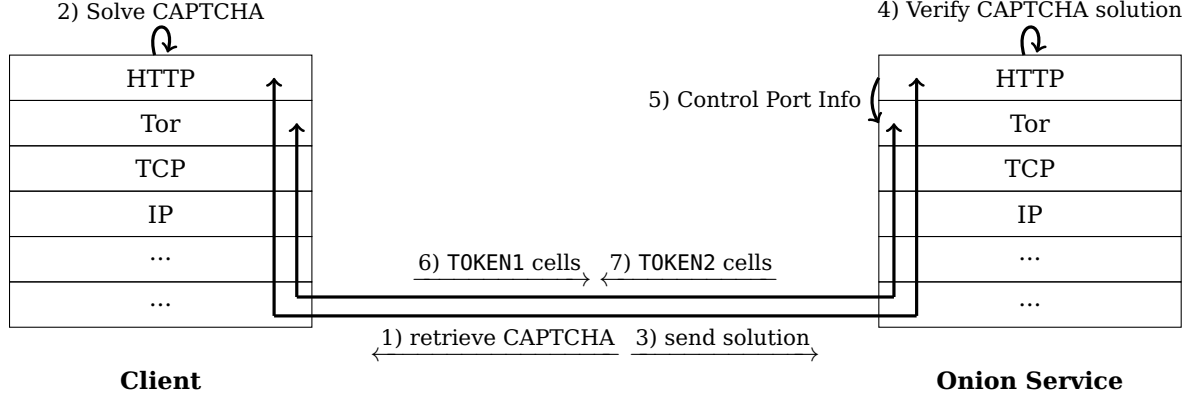 2) Solve CAPTCHA
4) Verify CAPTCHA solution
HTTP
Tor
TCP
IP
...
...
5) Control Port Info
HTTP
Tor
TCP
IP
...
...
6) TOKEN1 cells
7) TOKEN2 cells
1) retrieve CAPTCHA
3) send solution
Client
Onion Service